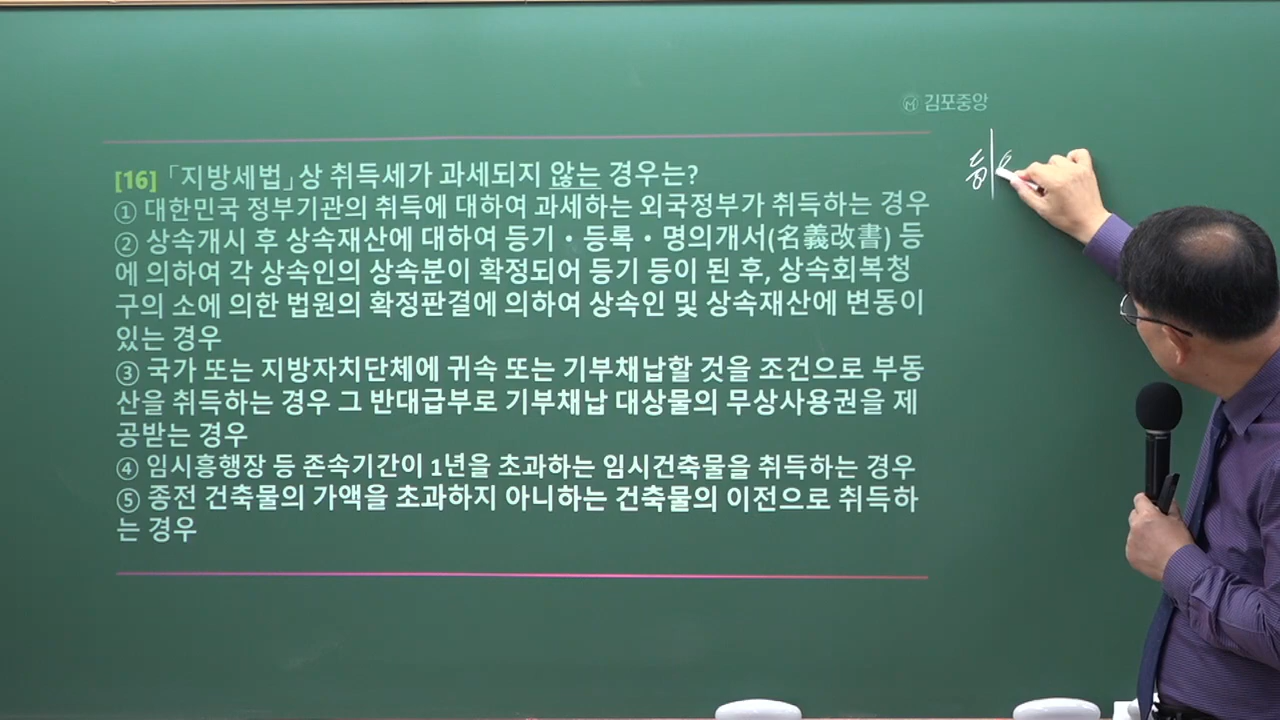 김포중앙
[16] 「지방세법」상 취득세가 과세되지 않는 경우는?
① 대한민국 정부기관의 취득에 대하여 과세하는 외국정부가 취득하는 경우
② 상속개시 후 상속재산에 대하여 등기・등록・명의개서(名義改書) 등
에 의하여 각 상속인의 상속분이 확정되어 등기 등이 된 후, 상속회복청
구의 소에 의한 법원의 확정판결에 의하여 상속인 및 상속재산에 변동이
있는 경우
③ 국가 또는 지방자치단체에 귀속 또는 기부채납할 것을 조건으로 부동
산을 취득하는 경우 그 반대급부로 기부채납 대상물의 무상사용권을 제
공받는 경우
④ 임시흥행장 등 존속기간이 1년을 초과하는 임시건축물을 취득하는 경우
⑤ 종전 건축물의 가액을 초과하지 아니하는 건축물의 이전으로 취득하
는 경우